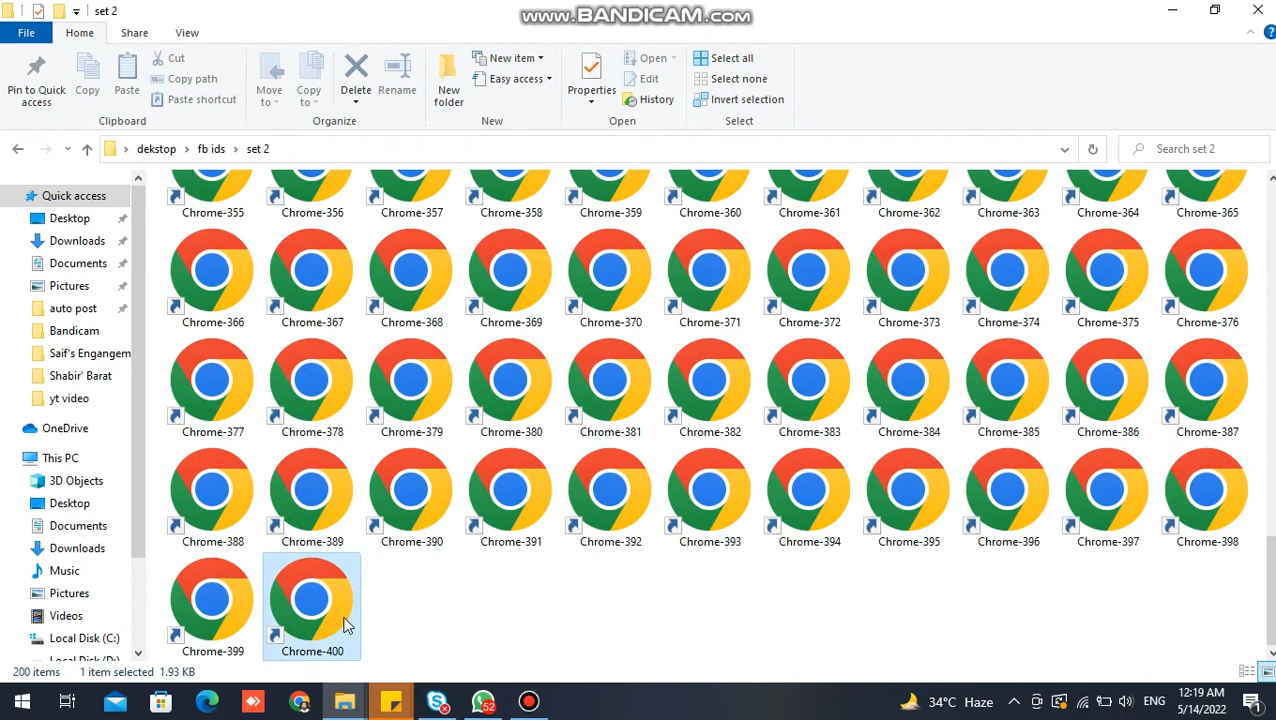 set 2
www.BANDICAM.com
File
Home
Share
View
Pin to Quick access
Copy
Paste
Cut
Copy path
Paste shortcut
Clipboard
Move to
Copy to
Delete
Rename
Organize
New folder
New item
Easy access
New
Properties
Open
Edit
History
Open
Select all
Select none
Invert selection
Select
dekstop > fb ids > set 2
Search set 2
Quick access
Desktop
Downloads
Documents
Pictures
auto post
Bandicam
Saif's Engangem
Shabir' Barat
yt video
OneDrive
This PC
3D Objects
Desktop
Documents
Downloads
Music
Pictures
Videos
Local Disk (C:)
Local Disk (D:)
Chrome-355 Chrome-356 Chrome-357 Chrome-358 Chrome-359 Chrome-360 Chrome-361 Chrome-362 Chrome-363 Chrome-364 Chrome-365
Chrome-366 Chrome-367 Chrome-368 Chrome-369 Chrome-370 Chrome-371 Chrome-372 Chrome-373 Chrome-374 Chrome-375 Chrome-376
Chrome-377 Chrome-378 Chrome-379 Chrome-380 Chrome-381 Chrome-382 Chrome-383 Chrome-384 Chrome-385 Chrome-386 Chrome-387
Chrome-388 Chrome-389 Chrome-390 Chrome-391 Chrome-392 Chrome-393 Chrome-394 Chrome-395 Chrome-396 Chrome-397 Chrome-398
Chrome-399 Chrome-400
200 items 1 item selected 1.93 KB
52
34°C Haze
ENG
12:19 AM
5/14/2022
1